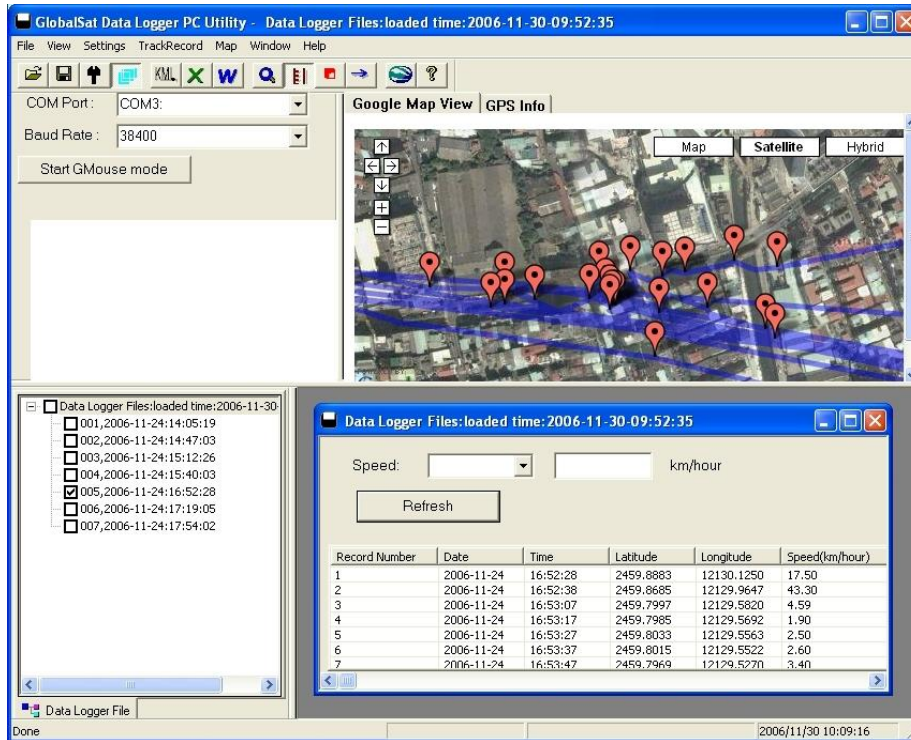 GlobalSat Data Logger PC Utility - Data Logger Files:loaded time:2006-11-30-09:52:35
File View Settings TrackRecord Map Window Help
KML X W ?
COM Port: COM3:
Baud Rate: 38400
Start GMouse mode
Google Map View GPS Info
Map Satellite Hybrid
Data Logger Files:loaded time:2006-11-30-
001,2006-11-24:14:05:19
002,2006-11-24:14:47:03
003,2006-11-24:15:12:26
004,2006-11-24:15:40:03
005,2006-11-24:16:52:28
006,2006-11-24:17:19:05
007,2006-11-24:17:54:02
Data Logger File
Data Logger Files:loaded time:2006-11-30-09:52:35
Speed: km/hour
Refresh
Record Number Date Time Latitude Longitude Speed(km/hour)
1 2006-11-24 16:52:28 2459.8883 12130.1250 17.50
2 2006-11-24 16:52:38 2459.8685 12129.9647 43.30
3 2006-11-24 16:53:07 2459.7997 12129.5820 4.59
4 2006-11-24 16:53:17 2459.7985 12129.5692 1.90
5 2006-11-24 16:53:27 2459.8033 12129.5563 2.50
6 2006-11-24 16:53:37 2459.8015 12129.5522 2.60
7 2006-11-24 16:53:47 2459.7969 12129.5270 3.40
Done 2006/11/30 10:09:16